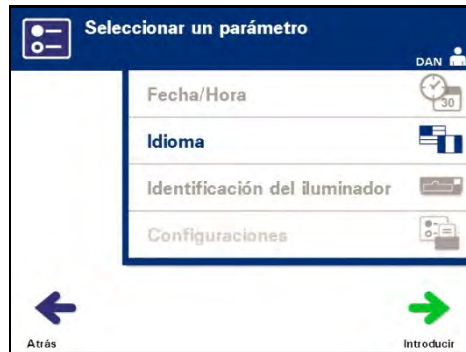 Seleccionar un parámetro
DAN
Fecha/Hora
30
Idioma
Identificación del iluminador
Configuraciones
Atrás
Introducir